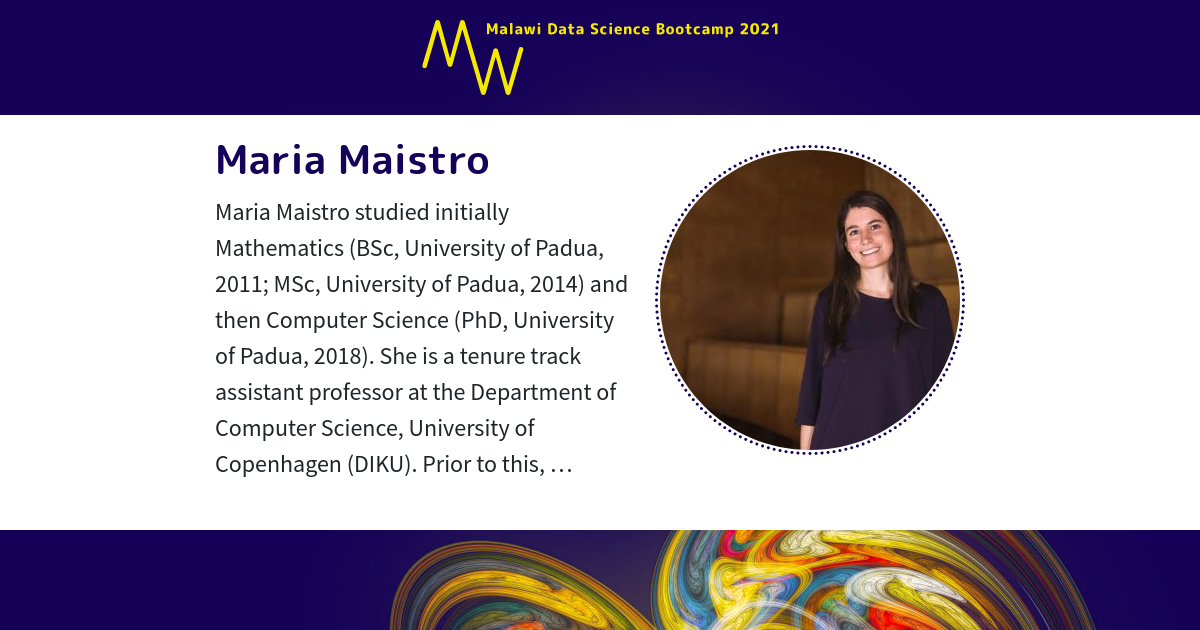 Malawi Data Science Bootcamp 2021
MW
Maria Maistro
Maria Maistro studied initially
Mathematics (BSc, University of Padua,
2011; MSc, University of Padua, 2014) and
then Computer Science (PhD, University
of Padua, 2018). She is a tenure track
assistant professor at the Department of
Computer Science, University of
Copenhagen (DIKU). Prior to this, …